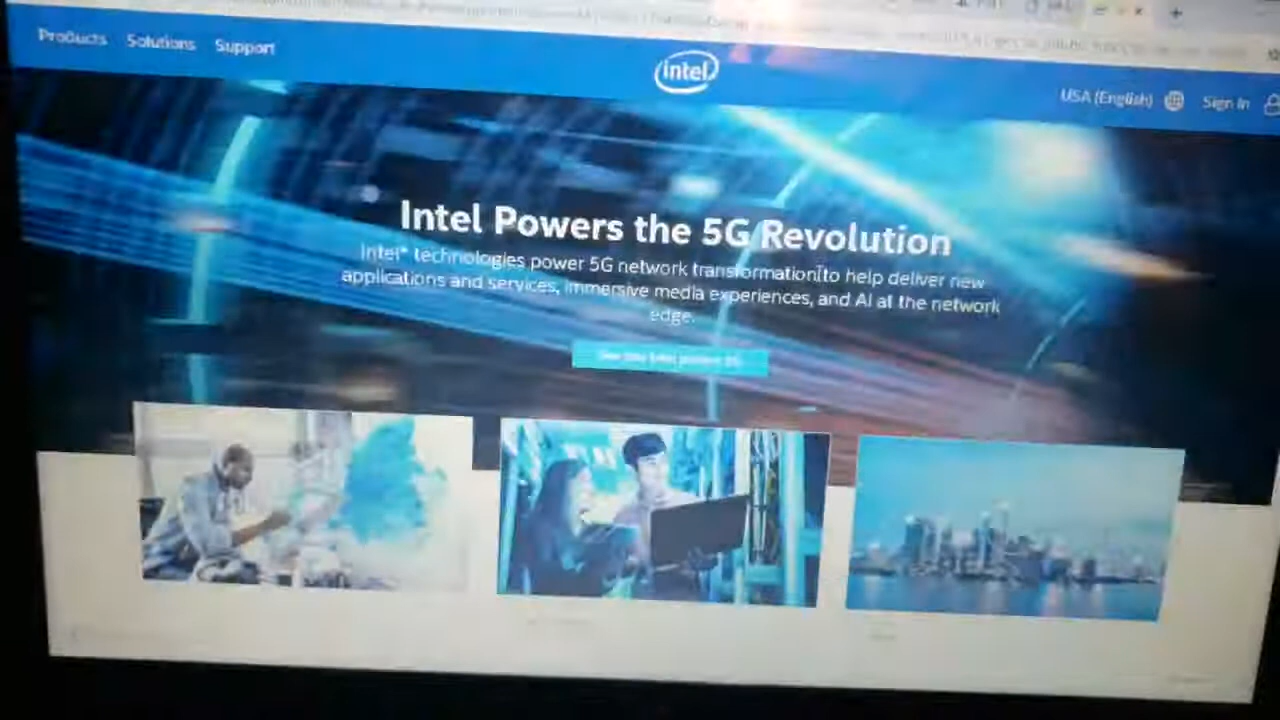 Products Solutions Support
intel
USA (English) Sign In
Intel Powers the 5G Revolution
Intel® technologies power 5G network transformation to help deliver new
applications and services, immersive media experiences, and AI at the network
edge.